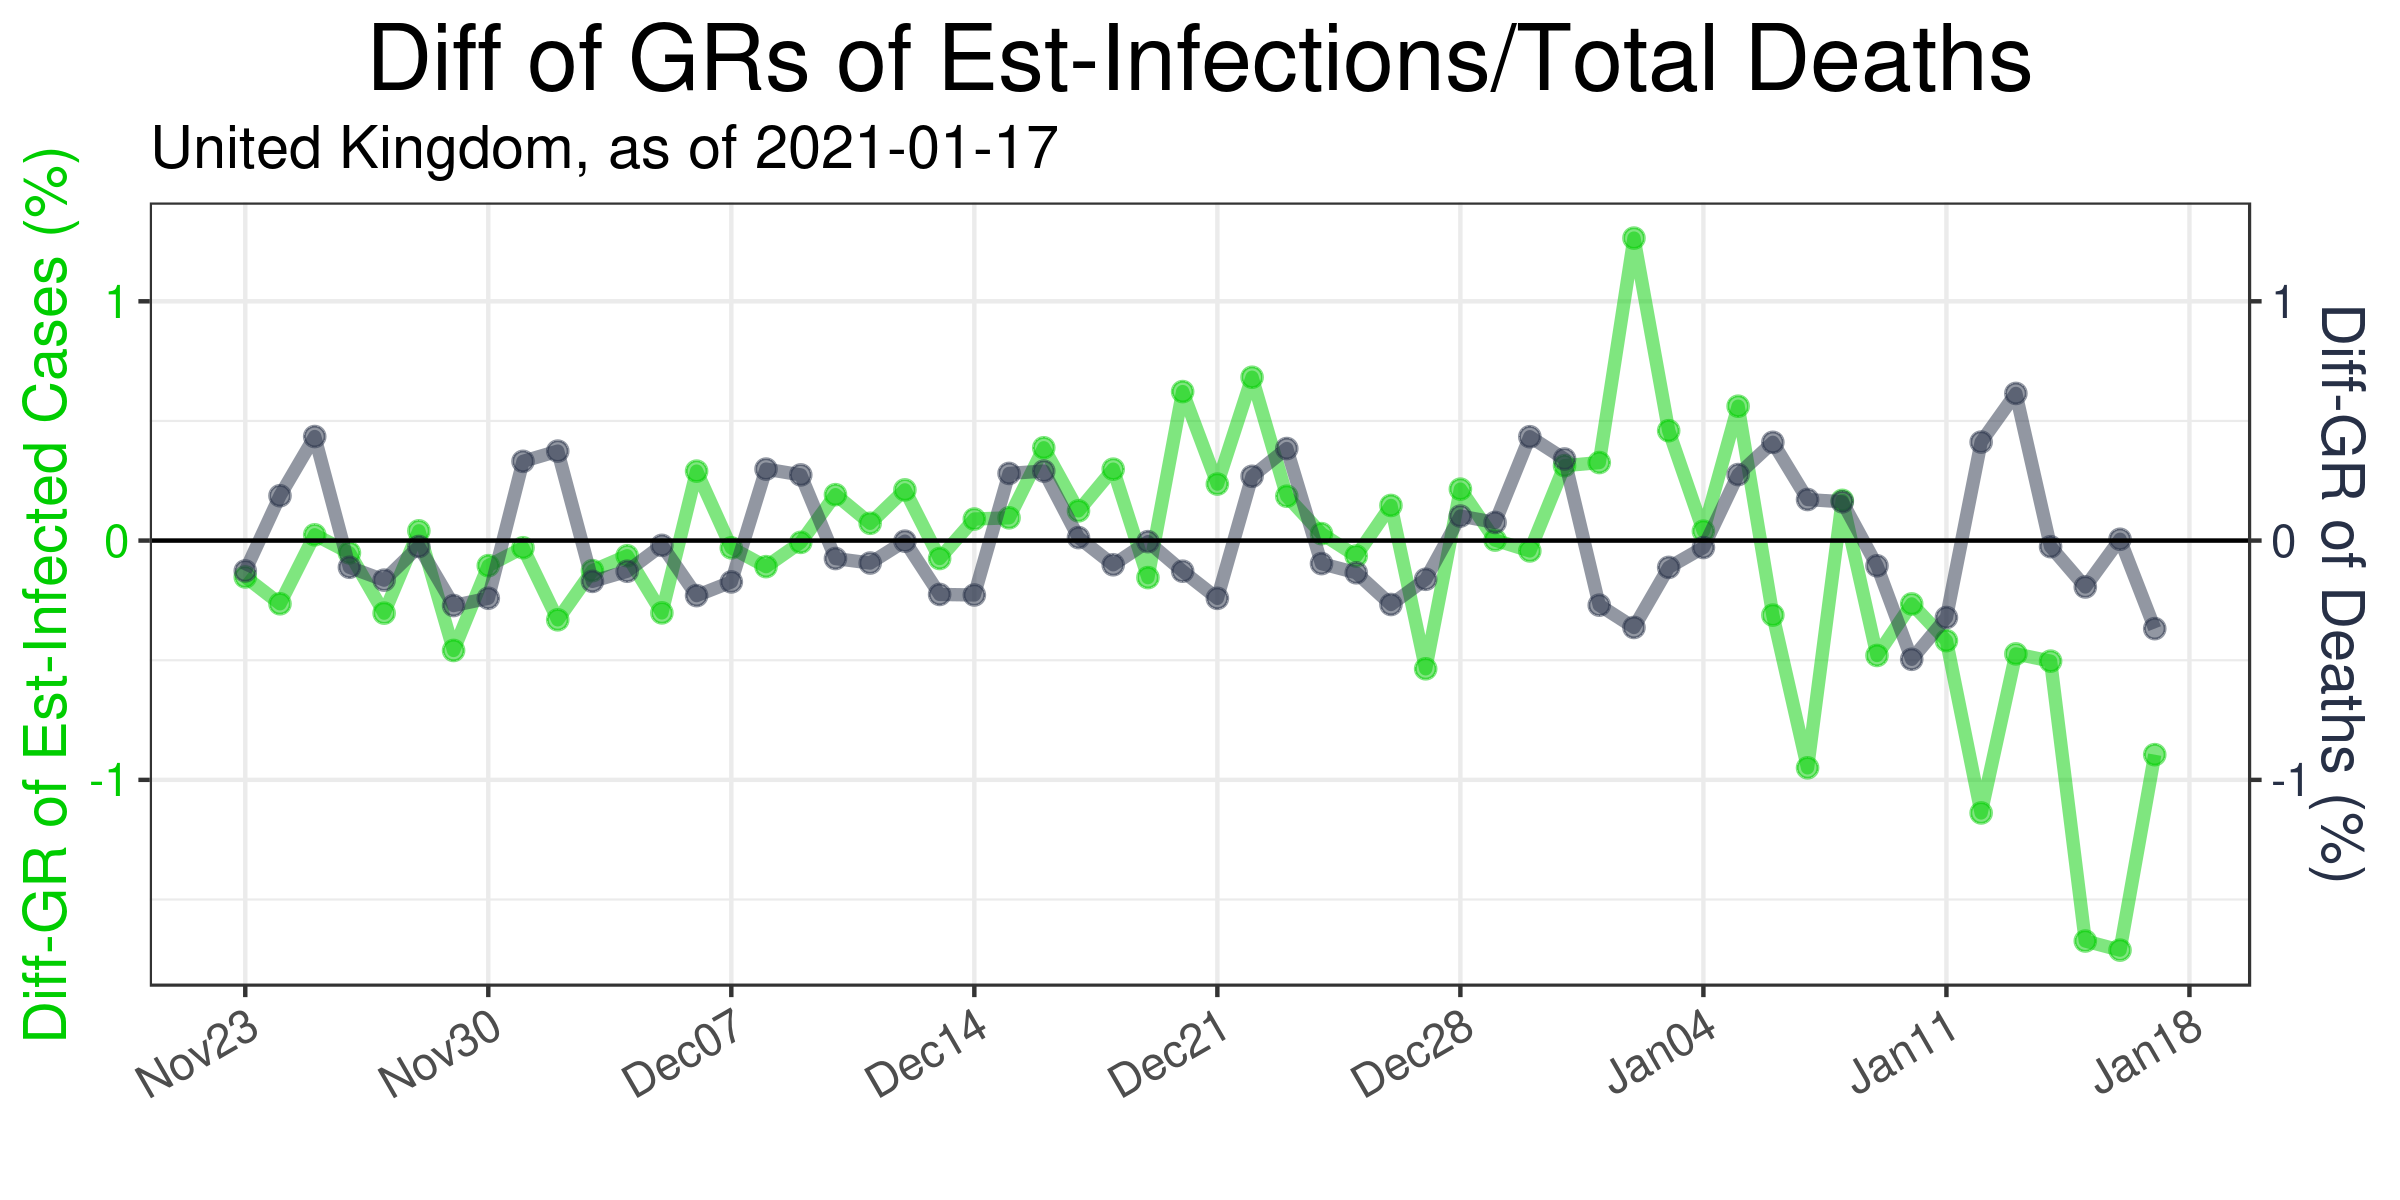 Diff of GRs of Est-Infections/Total Deaths
United Kingdom, as of 2021-01-17
Diff-GR of Est-Infected Cases (%)
1
0
-1
1
0
-1
Diff-GR of Deaths (%)
Nov23
Nov30
Dec07
Dec14
Dec21
Dec28
Jan04
Jan11
Jan18